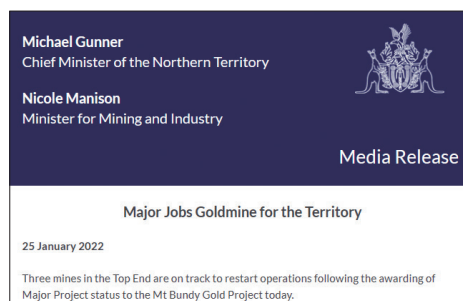 Michael Gunner
Chief Minister of the Northern Territory
Nicole Manison
Minister for Mining and Industry
Media Release
Major Jobs Goldmine for the Territory
25 January 2022
Three mines in the Top End are on track to restart operations following the awarding of
Major Project status to the Mt Bundy Gold Project today.